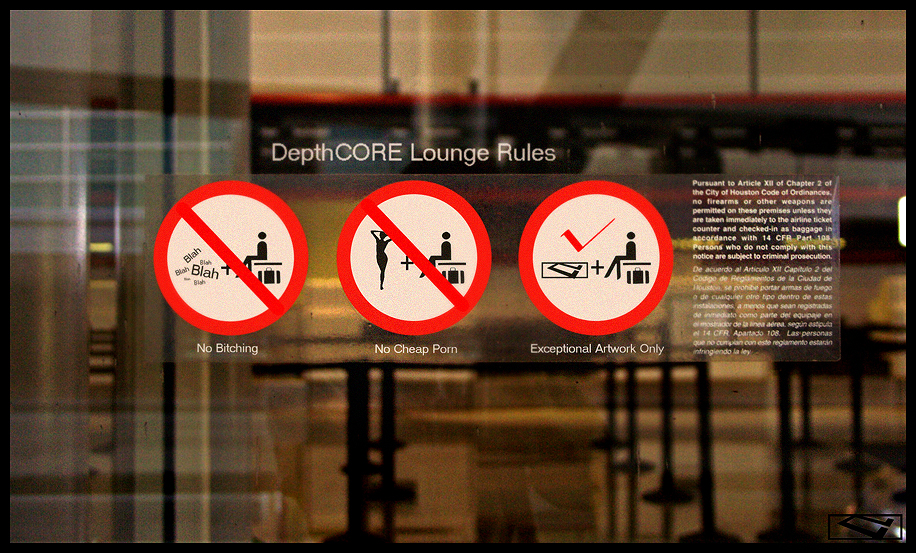 DepthCORE Lounge Rules
Blah
Blah
Blah Blah
Blah
No Bitching
No Cheap Porn
Exceptional Artwork Only
Pursuant to Article XII of Chapter 2 of
the City of Houston Code of Ordinances,
no firearms or other weapons are
permitted on these premises unless they
are taken immediately to the airline ticket
counter and checked-in as baggage in
accordance with 14 CFR Part 108.
Persons who do not comply with this
notice are subject to criminal prosecution.
De acuerdo al Articulo XII Capitulo 2 del
Código de Reglamentos de la Ciudad de
Houston, se prohibe portar armas de fuego
o de cualquier otro tipo dentro de estas
instalaciones, a menos que sean registradas
de inmediato como parte del equipaje en
el mostrador de la linea aérea, según estipula
el 14 CFR Apartado 108. Las personas
que no cumplan con este reglamento estarán
infringiendo la ley